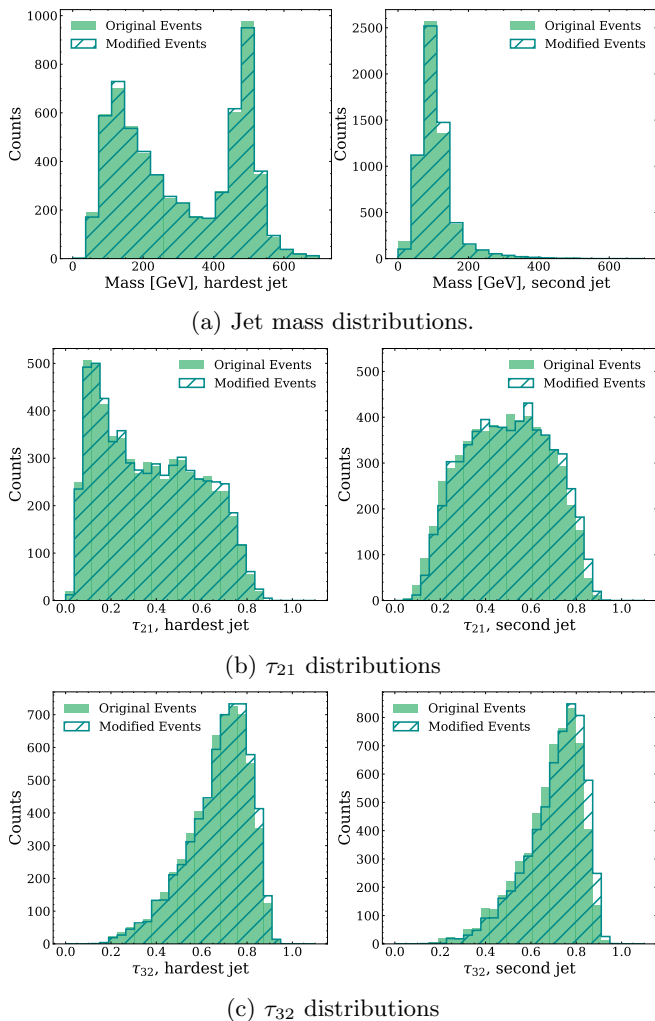 Original Events
Modified Events
1000
800
600
400
200
0
Counts
0 200 400 600
Mass [GeV], hardest jet
Original Events
Modified Events
2500
2000
1500
1000
500
0
Counts
0 200 400 600
Mass [GeV], second jet
(a) Jet mass distributions.
Original Events
Modified Events
500
400
300
200
100
0
Counts
0.0 0.2 0.4 0.6 0.8 1.0
τ21, hardest jet
Original Events
Modified Events
500
400
300
200
100
0
Counts
0.0 0.2 0.4 0.6 0.8 1.0
τ21, second jet
(b) τ21 distributions
Original Events
Modified Events
700
600
500
400
300
200
100
0
Counts
0.0 0.2 0.4 0.6 0.8 1.0
τ32, hardest jet
Original Events
Modified Events
800
700
600
500
400
300
200
100
0
Counts
0.0 0.2 0.4 0.6 0.8 1.0
τ32, second jet
(c) τ32 distributions